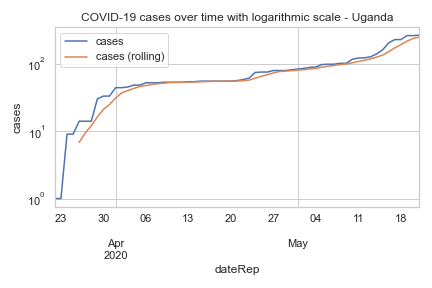 COVID-19 cases over time with logarithmic scale - Uganda
cases
cases (rolling)
cases
10²
10¹
10⁰
23 30 06 13 20 27 04 11 18
Apr May
2020
dateRep